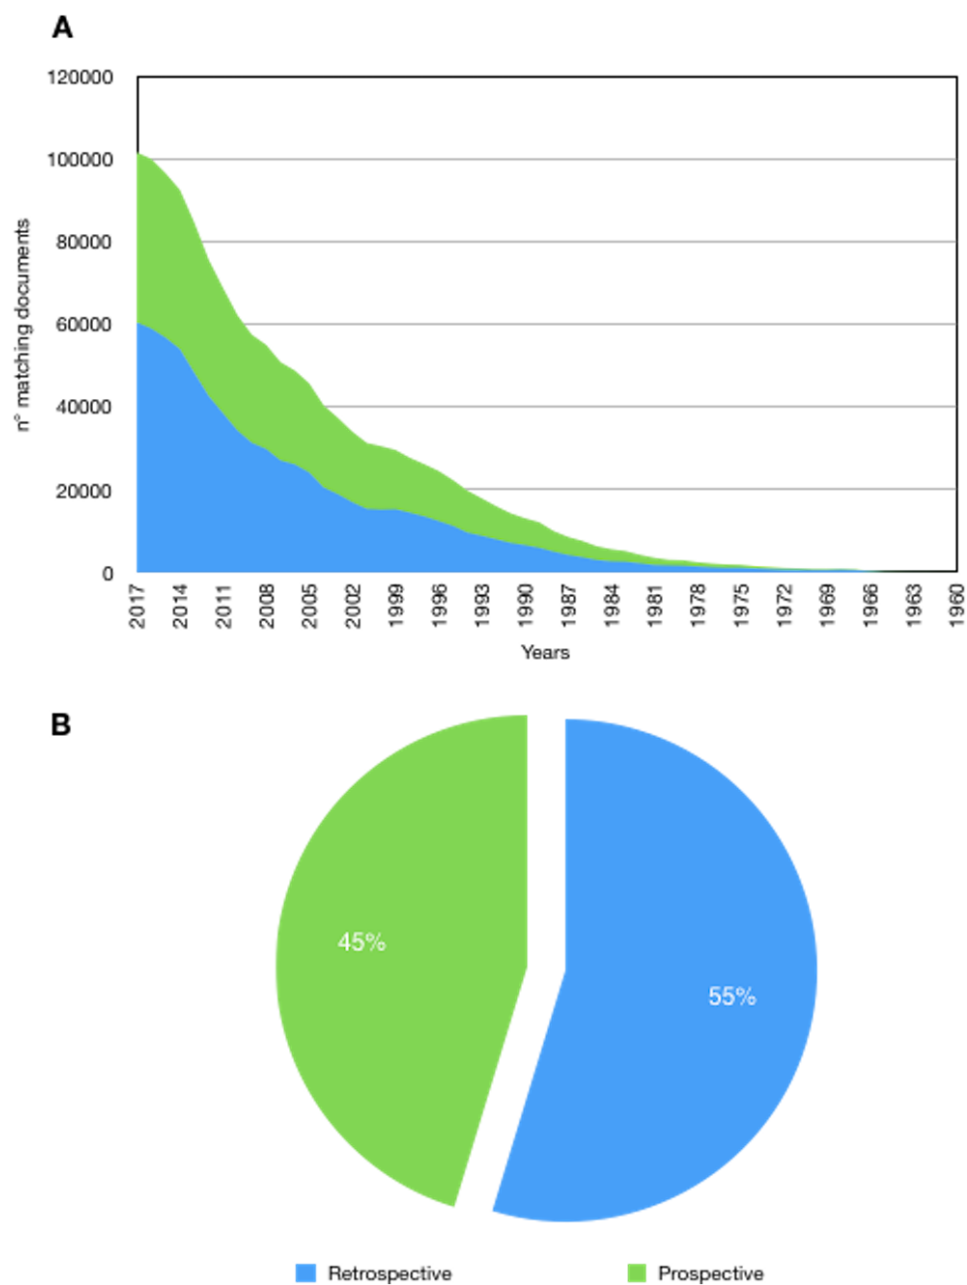 A
120000
100000
80000
60000
40000
20000
0
n° matching documents
2017 2014 2011 2008 2005 2002 1999 1996 1993 1990 1987 1984 1981 1978 1975 1972 1969 1966 1963 1960
Years
B
45%
55%
Retrospective Prospective